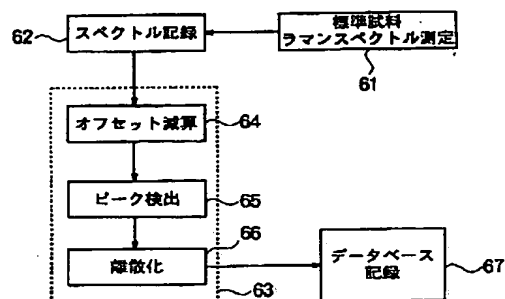 62
スペクトル記録
標準試料
ラマンスペクトル測定
61
オフセット減算
64
ピーク検出
65
66
離散化
63
データベース
記録
67